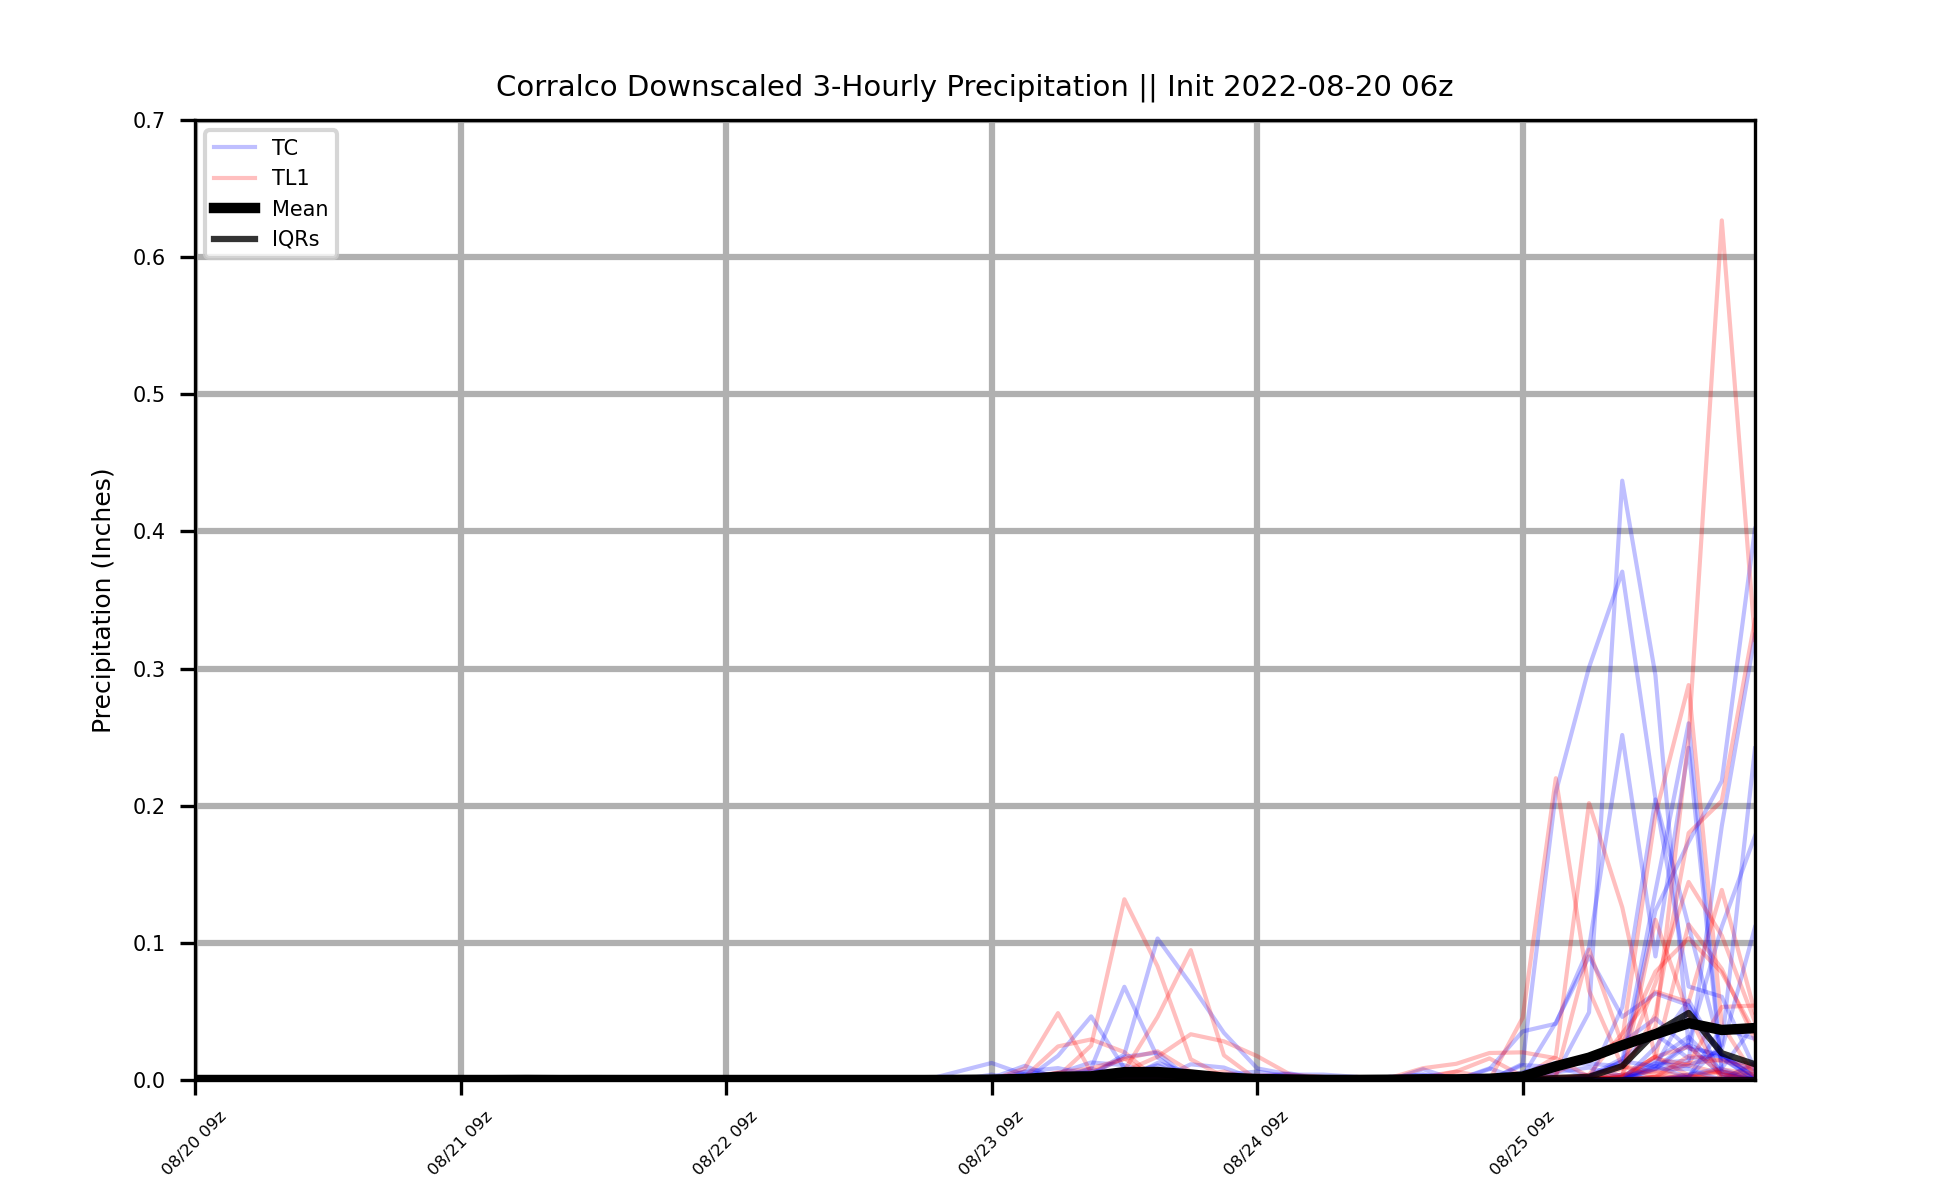 Corralco Downscaled 3-Hourly Precipitation || Init 2022-08-20 06z
0.7
0.6
0.5
0.4
0.3
0.2
0.1
0.0
Precipitation (Inches)
TC
TL1
Mean
IQRs
08/20 09z
08/21 09z
08/22 09z
08/23 09z
08/24 09z
08/25 09z